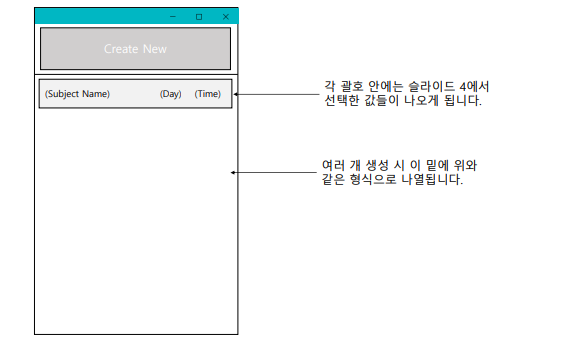 Create New
(Subject Name) (Day) (Time)
각 괄호 안에는 슬라이드 4에서
선택한 값들이 나오게 됩니다.
여러 개 생성 시 이 밑에 위와
같은 형식으로 나열됩니다.